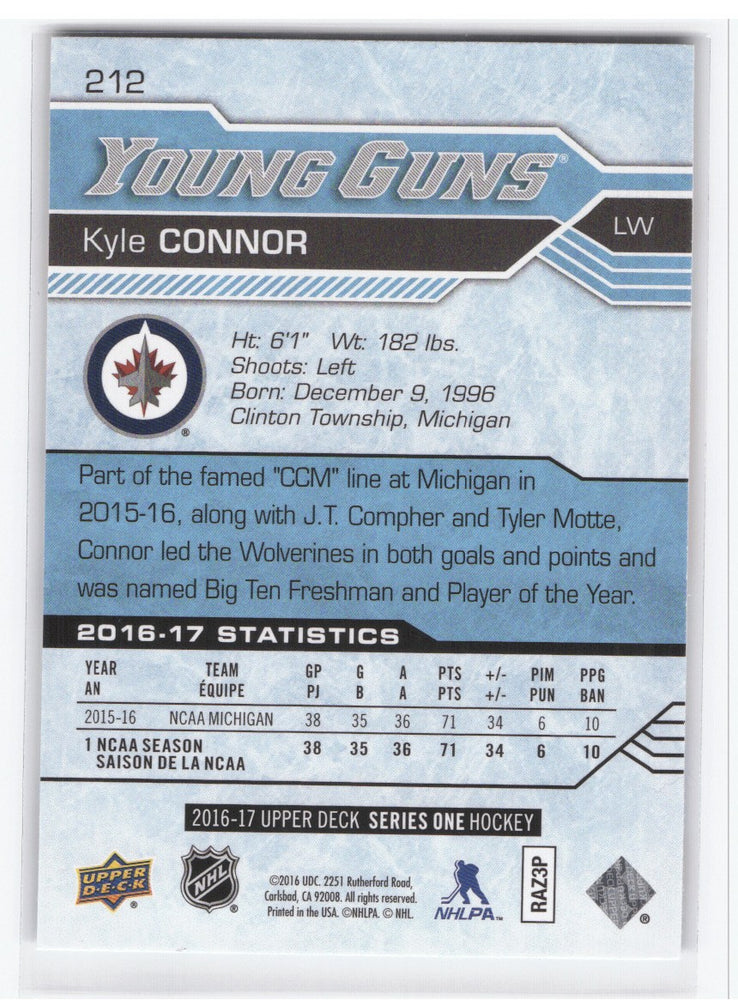 212
YOUNG GUNS®
Kyle CONNOR
LW
Ht: 6'1" Wt: 182 lbs.
Shoots: Left
Born: December 9, 1996
Clinton Township, Michigan
®
Part of the famed "CCM" line at Michigan in
2015-16, along with J.T. Compher and Tyler Motte,
Connor led the Wolverines in both goals and points and
was named Big Ten Freshman and Player of the Year.
2016-17 STATISTICS
YEAR TEAM GP G A PTS +/- PIM PPG
AN ÉQUIPE PJ B A PTS +/- PUN BAN
2015-16 NCAA MICHIGAN 38 35 36 71 34 6 10
1 NCAA SEASON 38 35 36 71 34 6 10
SAISON DE LA NCAA
2016-17 UPPER DECK SERIES ONE HOCKEY
UPPER
D·E·C·K
NHL
®
©2016 UDC. 2251 Rutherford Road,
Carlsbad, CA 92008. All rights reserved.
Printed in the USA. ©NHLPA. © NHL.
NHLPA™
RAZ3P
®